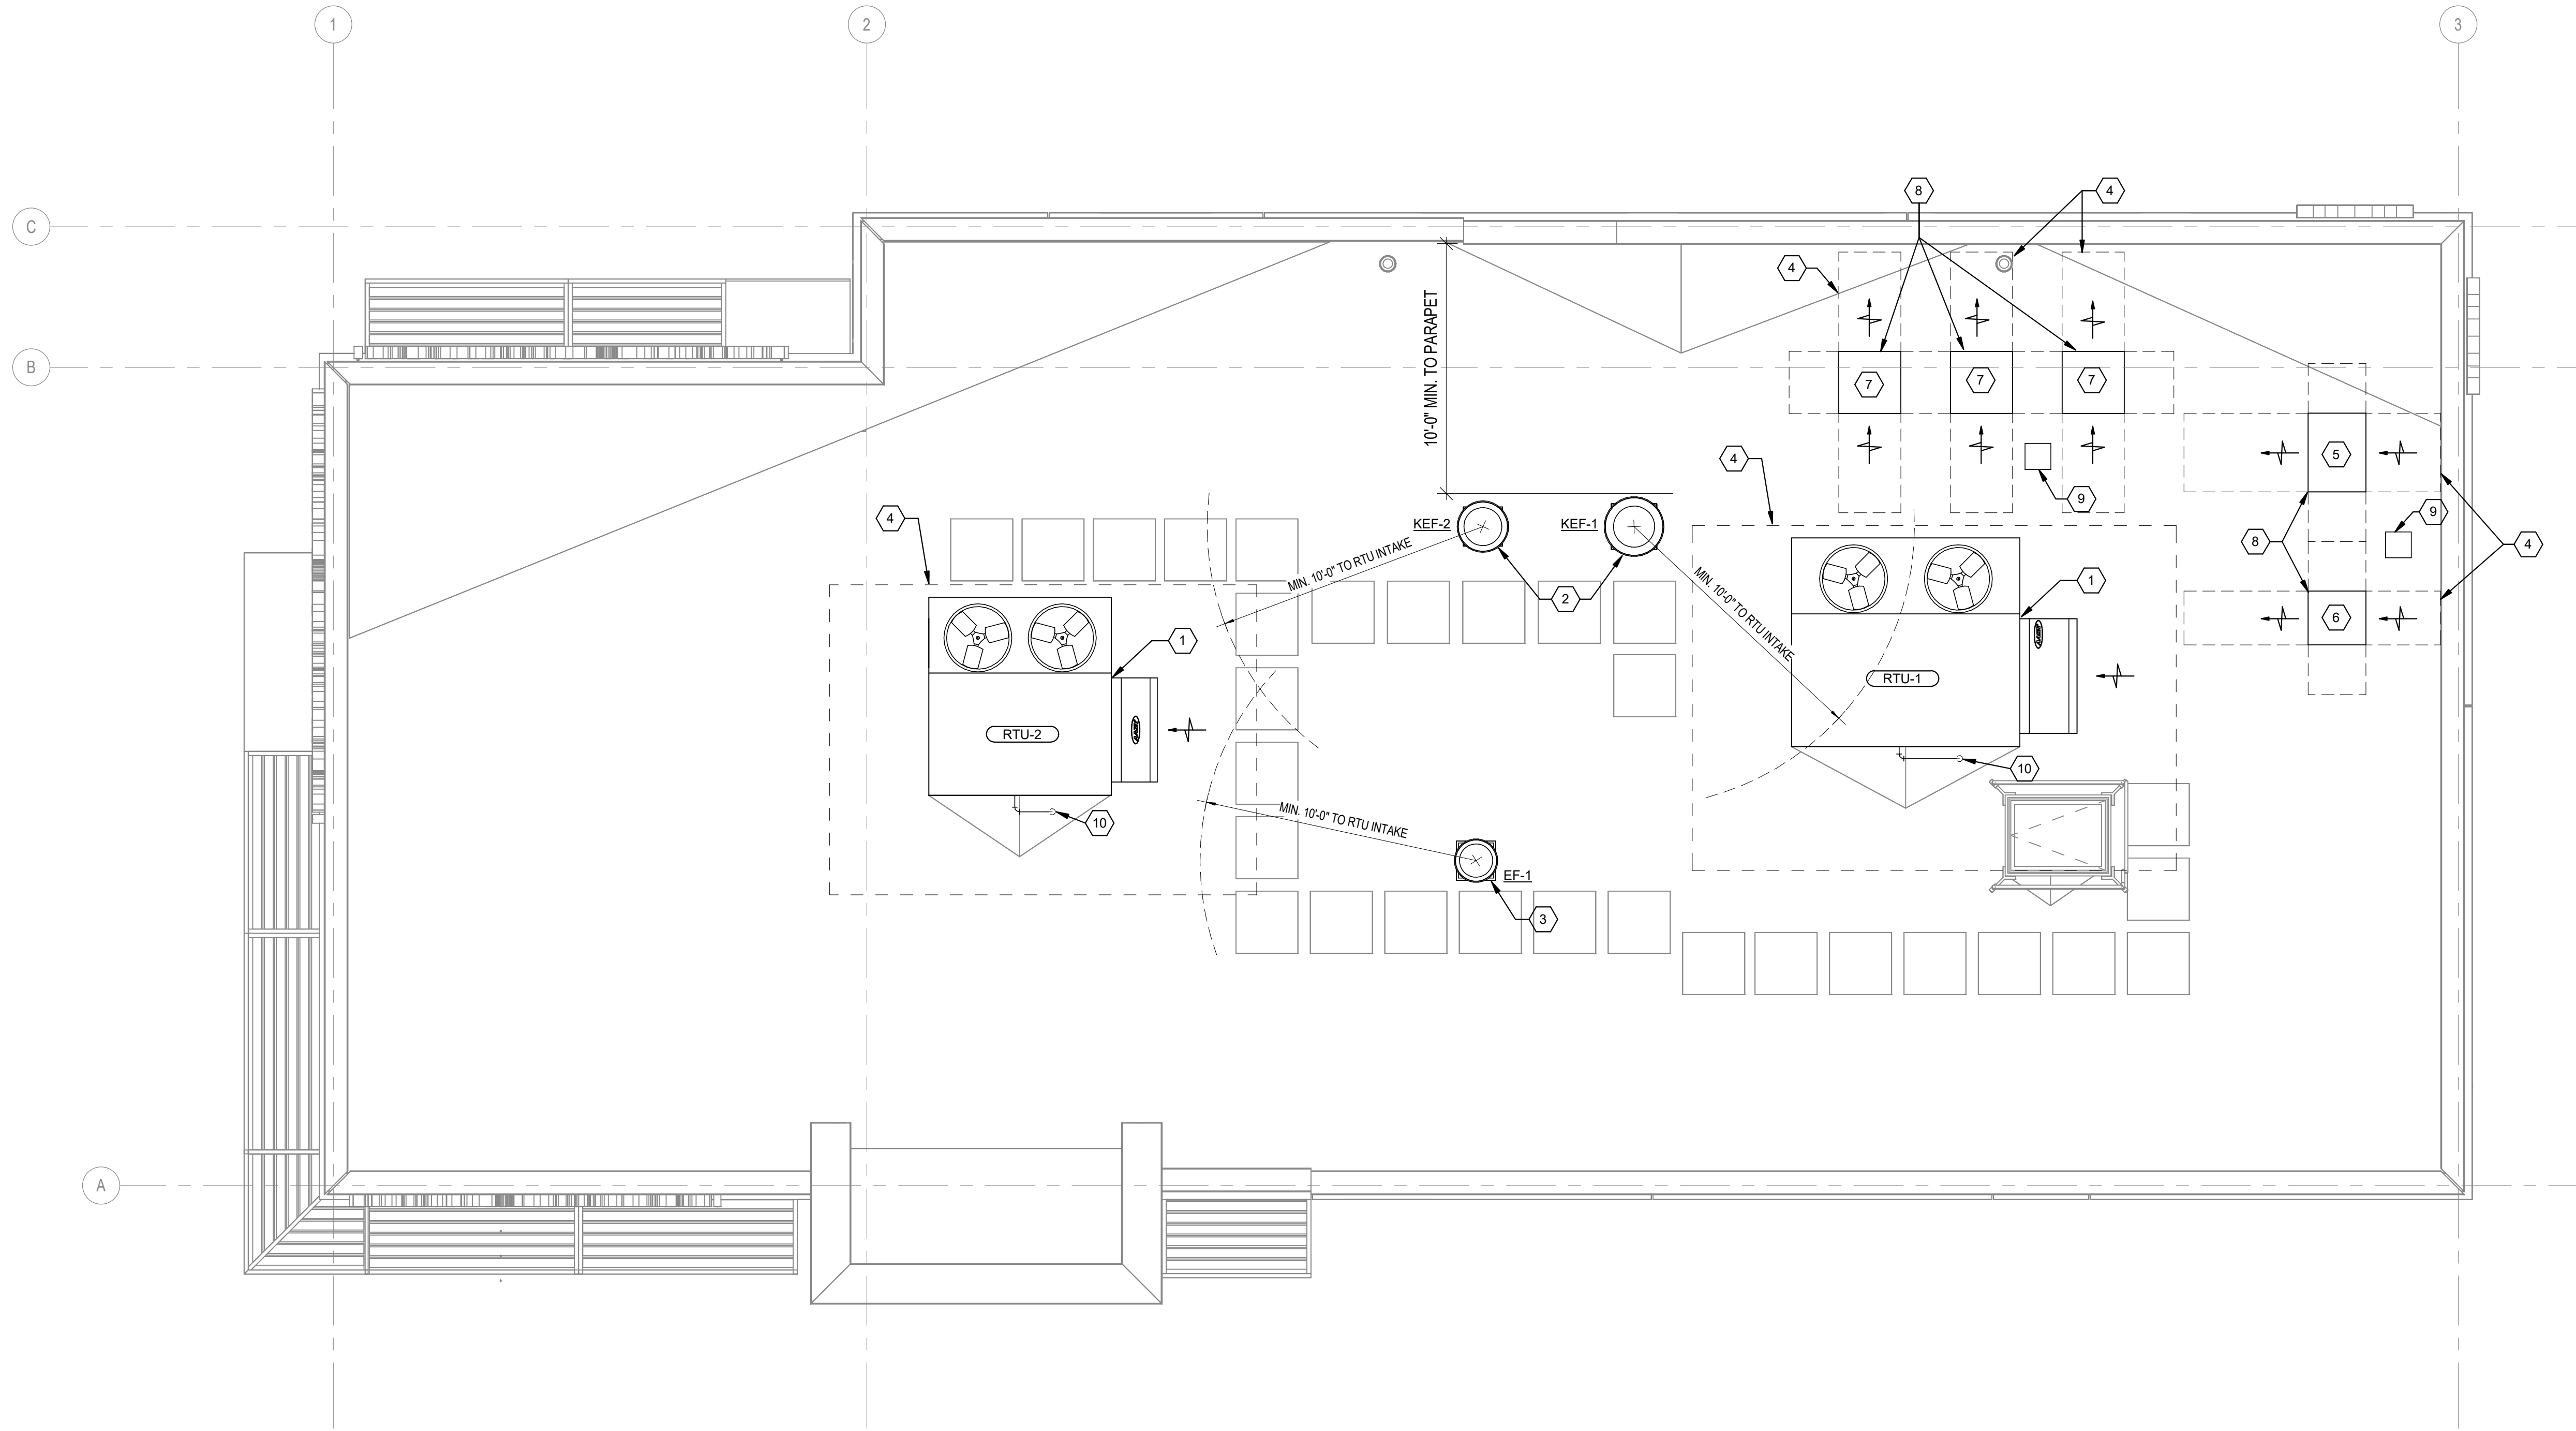 1
2
3
C
8
4
4
B
10'-0" MIN. TO PARAPET
7
7
7
4
5
9
9
4
KEF-2
KEF-1
8
4
MIN. 10'-0" TO RTU INTAKE
MIN. 10'-0" TO RTU INTAKE
2
1
6
1
RTU-1
RTU-2
10
MIN. 10'-0" TO RTU INTAKE
10
EF-1
3
A